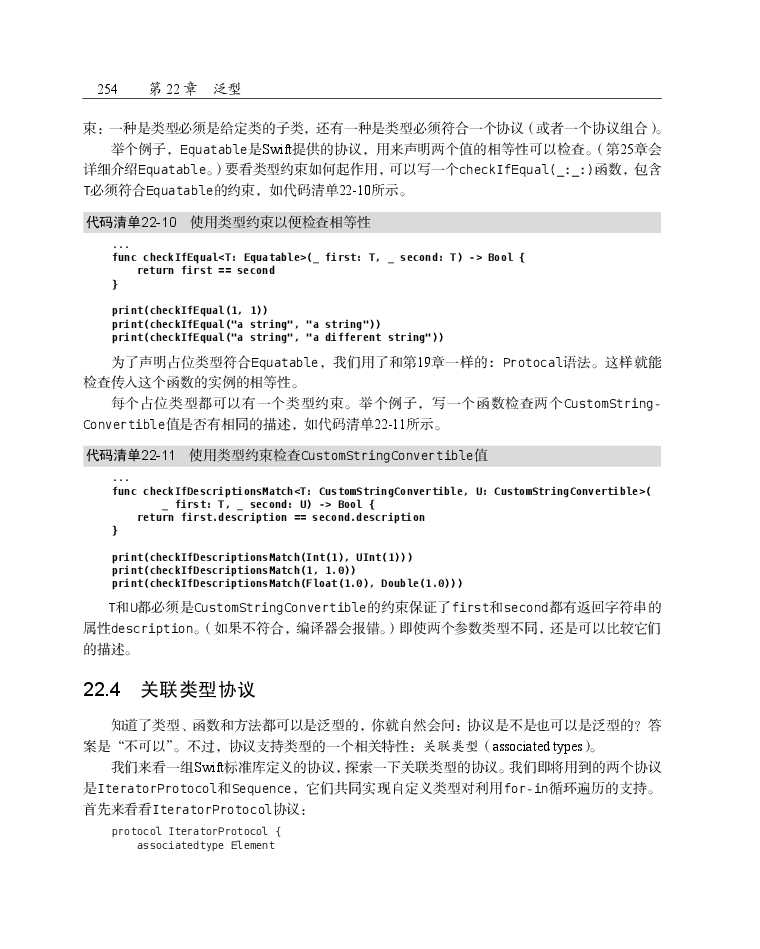 254 第 22 章 泛型
束：一种是类型必须是给定类的子类，还有一种是类型必须符合一个协议（或者一个协议组合）。
举个例子，Equatable是Swift提供的协议，用来声明两个值的相等性可以检查。（第25章会
详细介绍Equatable。）要看类型约束如何起作用，可以写一个checkIfEqual(_:_:)函数，包含
T必须符合Equatable的约束，如代码清单22-10所示。
代码清单22-10 使用类型约束以便检查相等性
...
func checkIfEqual<T: Equatable>(_ first: T, _ second: T) -> Bool {
    return first == second
}
print(checkIfEqual(1, 1))
print(checkIfEqual("a string", "a string"))
print(checkIfEqual("a string", "a different string"))
为了声明占位类型符合Equatable，我们用了和第19章一样的：Protocal语法。这样就能
检查传入这个函数的实例的相等性。
每个占位类型都可以有一个类型约束。举个例子，写一个函数检查两个CustomString-
Convertible值是否有相同的描述，如代码清单22-11所示。
代码清单22-11 使用类型约束检查CustomStringConvertible值
...
func checkIfDescriptionsMatch<T: CustomStringConvertible, U: CustomStringConvertible>(
        _ first: T, _ second: U) -> Bool {
    return first.description == second.description
}
print(checkIfDescriptionsMatch(Int(1), UInt(1)))
print(checkIfDescriptionsMatch(1, 1.0))
print(checkIfDescriptionsMatch(Float(1.0), Double(1.0)))
T和U都必须是CustomStringConvertible的约束保证了first和second都有返回字符串的
属性description。（如果不符合，编译器会报错。）即使两个参数类型不同，还是可以比较它们
的描述。
22.4 关联类型协议
知道了类型、函数和方法都可以是泛型的，你就自然会问：协议是不是也可以是泛型的？答
案是“不可以”。不过，协议支持类型的一个相关特性：关联类型（associated types）。
我们来看一组Swift标准库定义的协议，探索一下关联类型的协议。我们即将用到的两个协议
是IteratorProtocol和Sequence，它们共同实现自定义类型对利用for-in循环遍历的支持。
首先来看看IteratorProtocol协议：
protocol IteratorProtocol {
    associatedtype Element